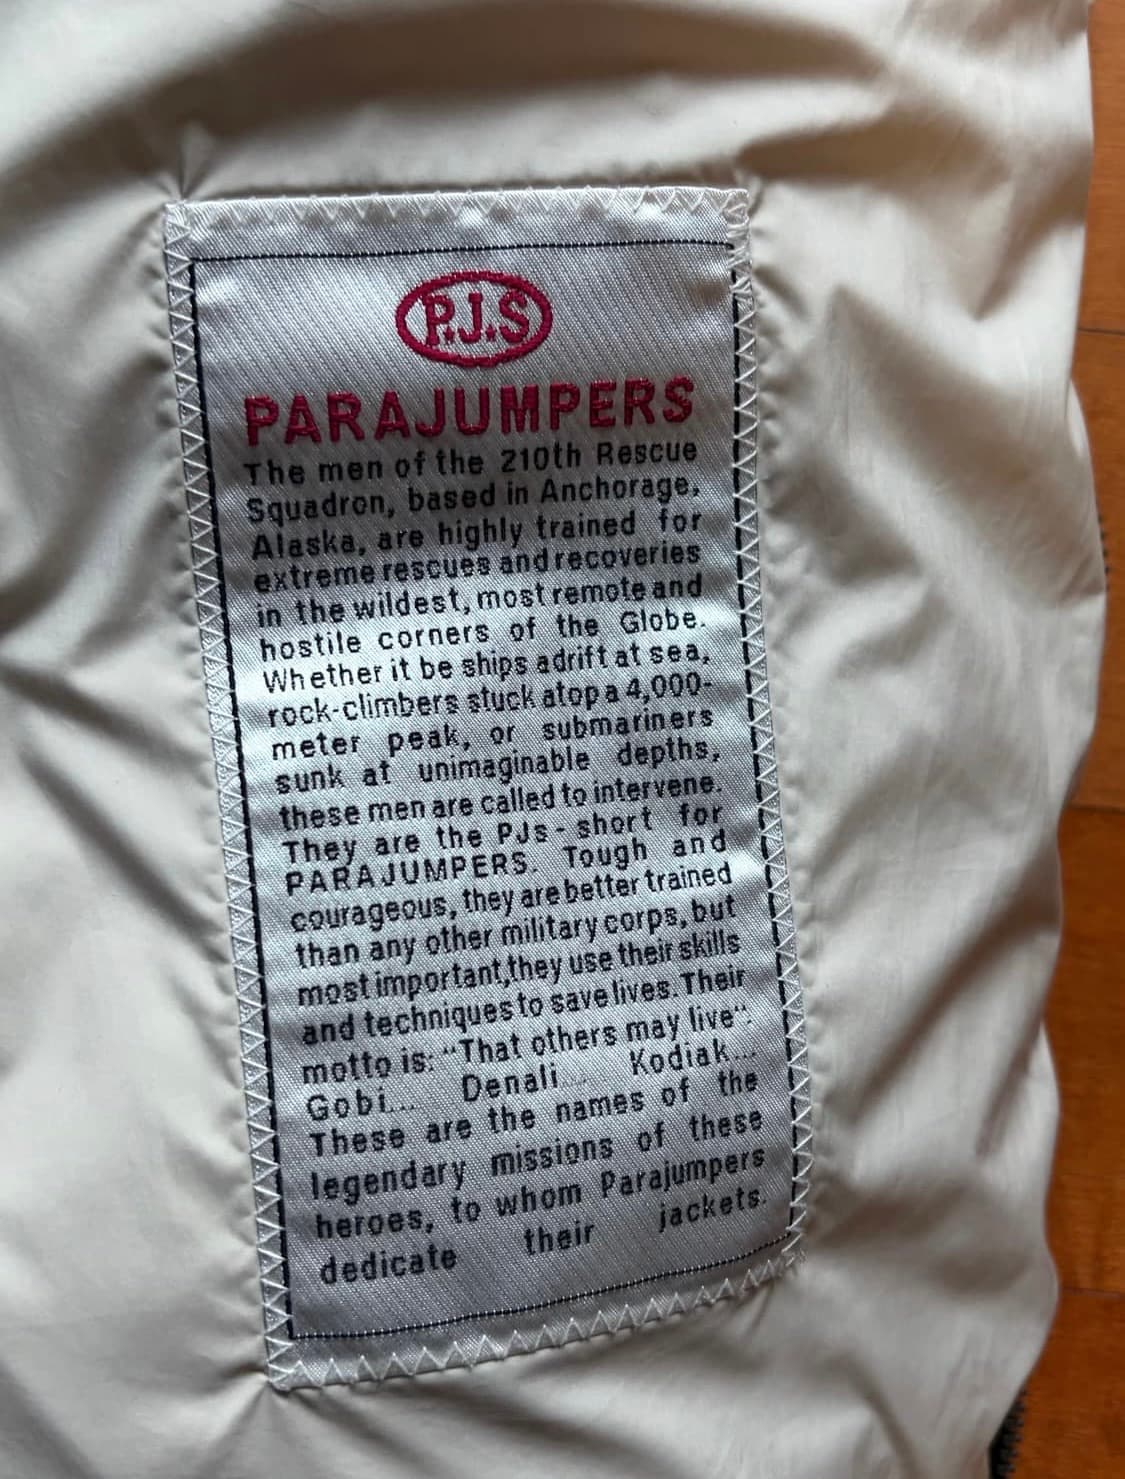 P.J.S
PARAJUMPERS
The men of the 210th Rescue
Squadron, based in Anchorage,
Alaska, are highly trained for
extreme rescues and recoveries
in the wildest, most remote and
hostile corners of the Globe.
Whether it be ships adrift at sea,
rock-climbers stuck atop a 4,000-
meter peak, or submariners
sunk at unimaginable depths,
these men are called to intervene.
They are the PJs - short for
PARAJUMPERS. Tough and
courageous, they are better trained
than any other military corps, but
most important,they use their skills
and techniques to save lives. Their
motto is: "That others may live".
Gobi... Denali... Kodiak...
These are the names of the
legendary missions of these
heroes, to whom Parajumpers
dedicate their jackets.